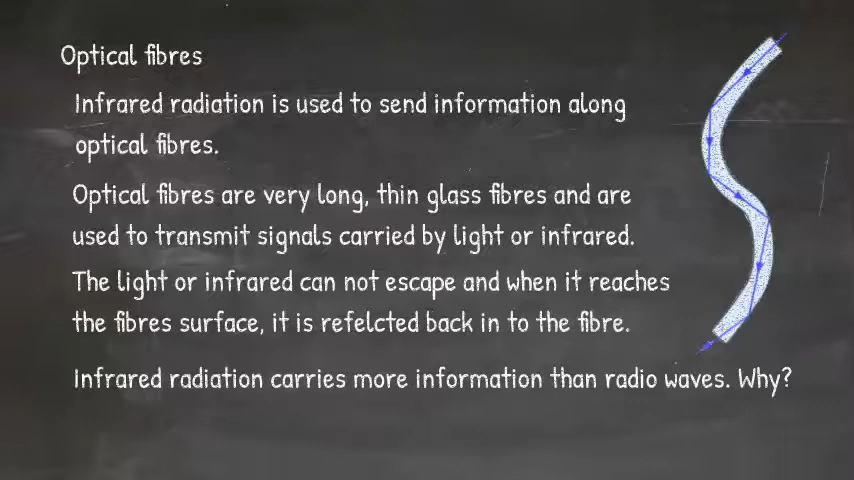 Optical fibres
Infrared radiation is used to send information along
optical fibres.
Optical fibres are very long, thin glass fibres and are
used to transmit signals carried by light or infrared.
The light or infrared can not escape and when it reaches
the fibres surface, it is refelcted back in to the fibre.
Infrared radiation carries more information than radio waves. Why?